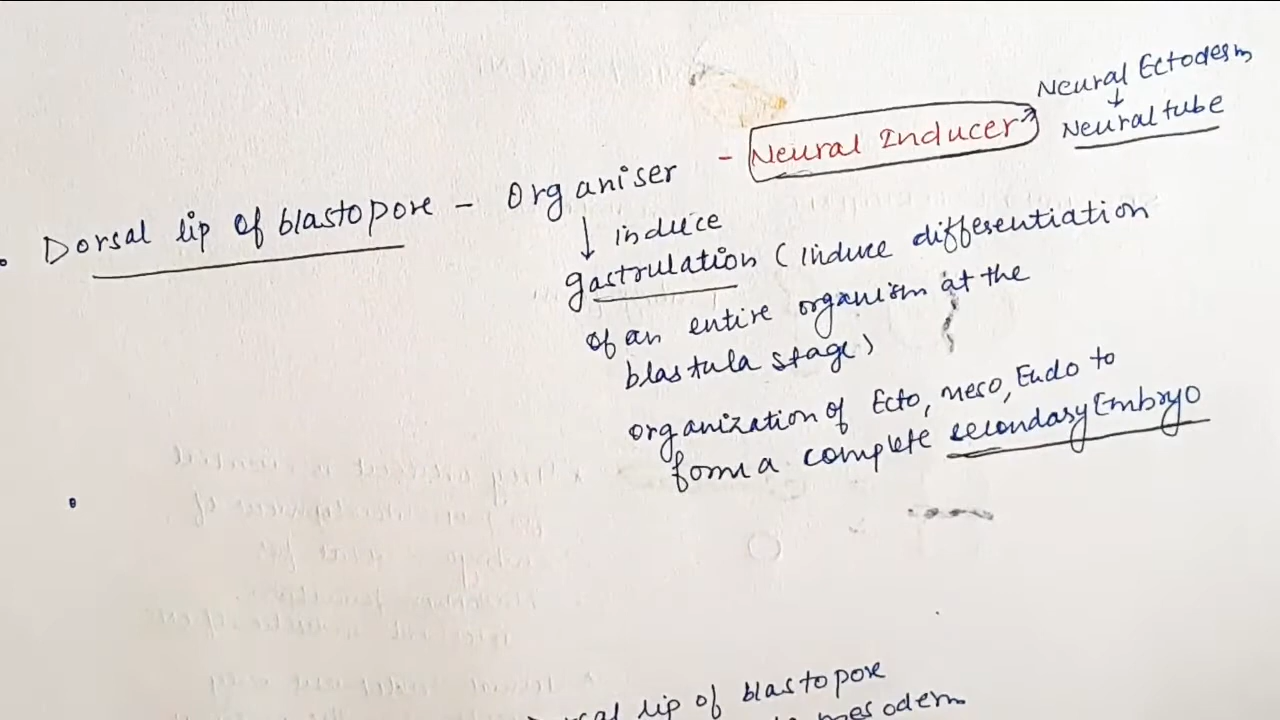 Neural Ectoderm
↓
Neural tube
• Dorsal lip of blastopore - Organiser - Neural Inducer
↓ induce
gastrulation (induce differentiation
of an entire organism at the
blastula stage)
organization of Ecto, meso, Endo to
form a complete secondary Embryo
lip of blastopore
mesoderm